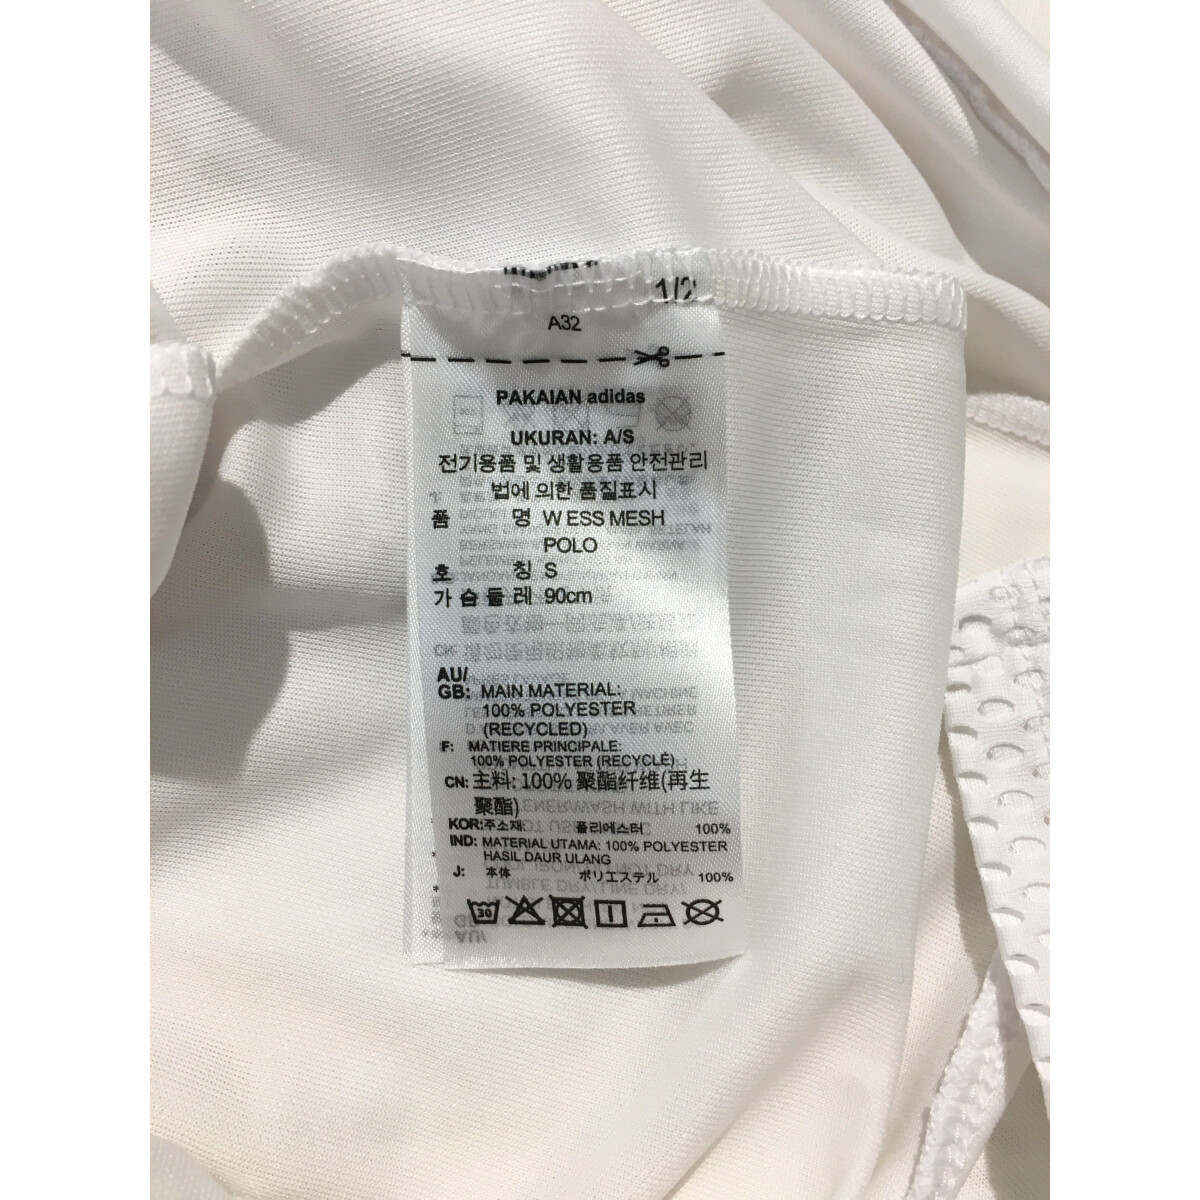 1/2
A32
PAKAIAN adidas
UKURAN: A/S
전기용품 및 생활용품 안전관리
법에 의한 품질표시
품 명 W ESS MESH
POLO
호 칭 S
가슴둘레 90cm
AU/
GB: MAIN MATERIAL:
100% POLYESTER
(RECYCLED)
F: MATIERE PRINCIPALE:
100% POLYESTER (RECYCLÉ)
CN: 主料: 100% 聚酯纤维(再生
聚酯)
KOR: 주소재 폴리에스터 100%
IND: MATERIAL UTAMA: 100% POLYESTER
HASIL DAUR ULANG
J: 本体 ポリエステル 100%
30